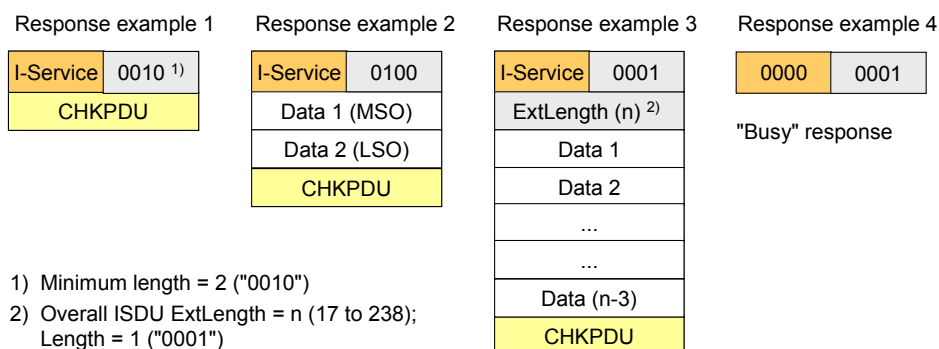 Response example 1
I-Service 0010 1)
CHKPDU
Response example 2
I-Service 0100
Data 1 (MSO)
Data 2 (LSO)
CHKPDU
Response example 3
I-Service 0001
ExtLength (n) 2)
Data 1
Data 2
...
...
Data (n-3)
CHKPDU
Response example 4
0000 0001
"Busy" response
1) Minimum length = 2 ("0010")
2) Overall ISDU ExtLength = n (17 to 238);
Length = 1 ("0001")